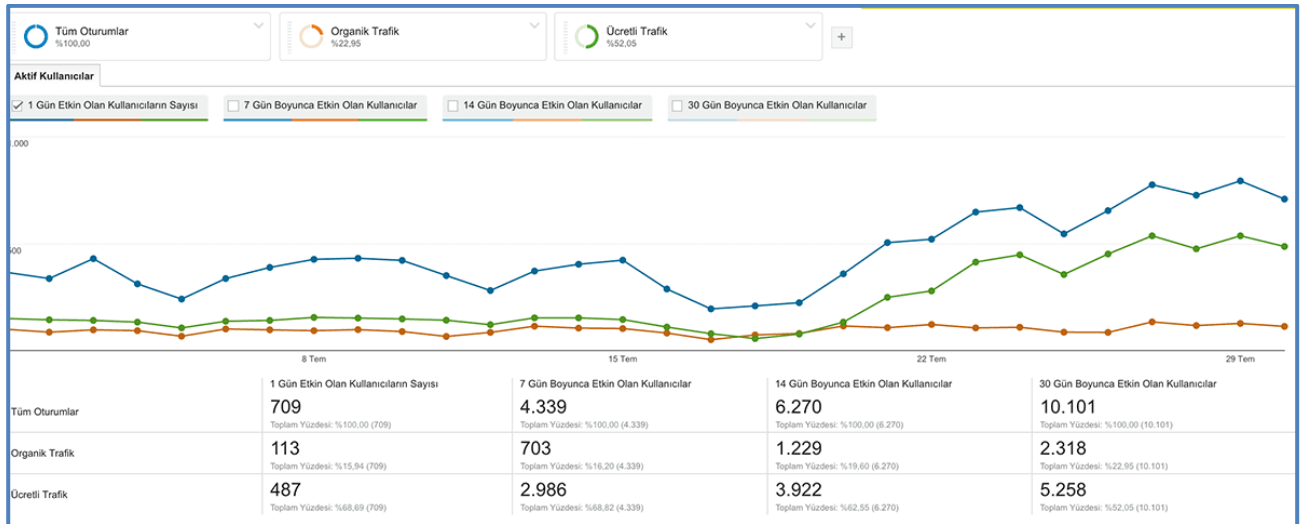 Tüm Oturumlar
%100,00
Organik Trafik
%22,95
Ücretli Trafik
%52,05
+
Aktif Kullanıcılar
1 Gün Etkin Olan Kullanıcıların Sayısı
7 Gün Boyunca Etkin Olan Kullanıcılar
14 Gün Boyunca Etkin Olan Kullanıcılar
30 Gün Boyunca Etkin Olan Kullanıcılar
8 Tem
15 Tem
22 Tem
29 Tem
1 Gün Etkin Olan Kullanıcıların Sayısı
7 Gün Boyunca Etkin Olan Kullanıcılar
14 Gün Boyunca Etkin Olan Kullanıcılar
30 Gün Boyunca Etkin Olan Kullanıcılar
Tüm Oturumlar
709
Toplam Yüzdesi: %100,00 (709)
4.339
Toplam Yüzdesi: %100,00 (4.339)
6.270
Toplam Yüzdesi: %100,00 (6.270)
10.101
Toplam Yüzdesi: %100,00 (10.101)
Organik Trafik
113
Toplam Yüzdesi: %15,94 (709)
703
Toplam Yüzdesi: %16,20 (4.339)
1.229
Toplam Yüzdesi: %19,60 (6.270)
2.318
Toplam Yüzdesi: %22,95 (10.101)
Ücretli Trafik
487
Toplam Yüzdesi: %68,69 (709)
2.986
Toplam Yüzdesi: %68,82 (4.339)
3.922
Toplam Yüzdesi: %62,55 (6.270)
5.258
Toplam Yüzdesi: %52,05 (10.101)